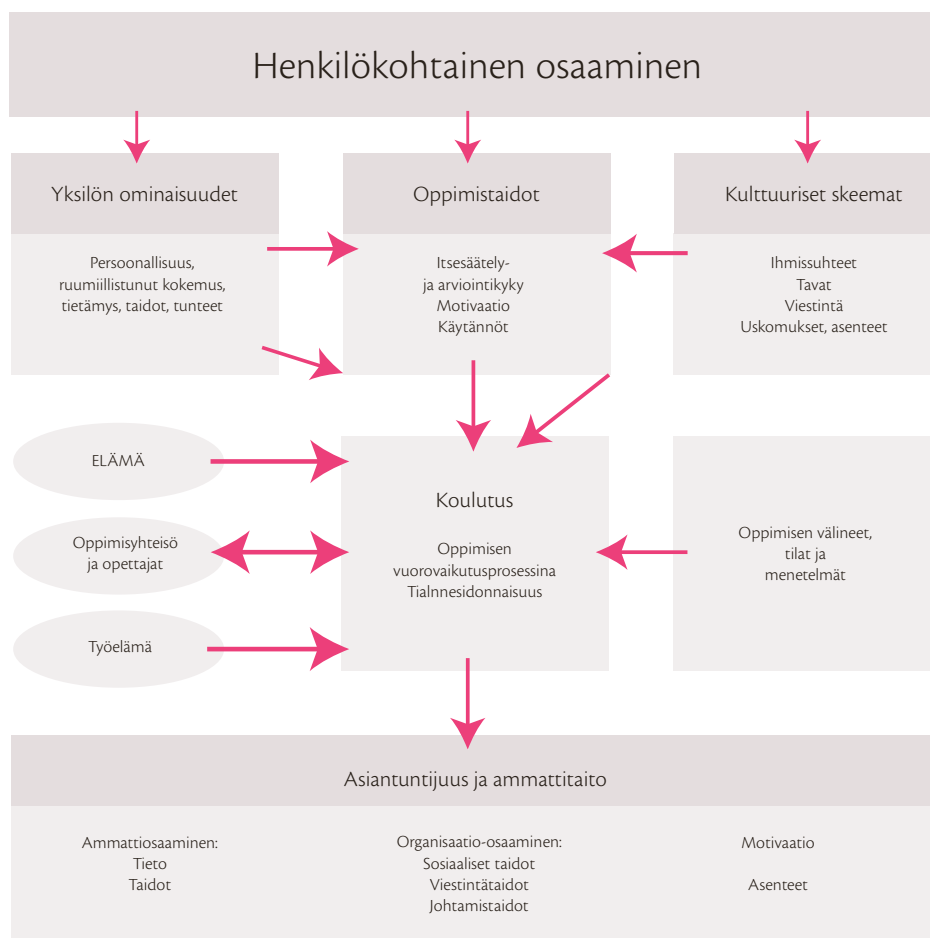 Henkilökohtainen osaaminen
Yksilön ominaisuudet
Persoonallisuus,
ruumiillistunut kokemus,
tietämys, taidot, tunteet
Oppimistaidot
Itsesäätely-
ja arviointikyky
Motivaatio
Käytännöt
Kulttuuriset skeemat
Ihmissuhteet
Tavat
Viestintä
Uskomukset, asenteet
ELÄMÄ
Oppimisyhteisö
ja opettajat
Työelämä
Koulutus
Oppimisen
vuorovaikutusprosessina
Tialnnesidonnaisuus
Oppimisen välineet,
tilat ja
menetelmät
Asiantuntijuus ja ammattitaito
Ammattiosaaminen:
Tieto
Taidot
Organisaatio-osaaminen:
Sosiaaliset taidot
Viestintätaidot
Johtamistaidot
Motivaatio
Asenteet